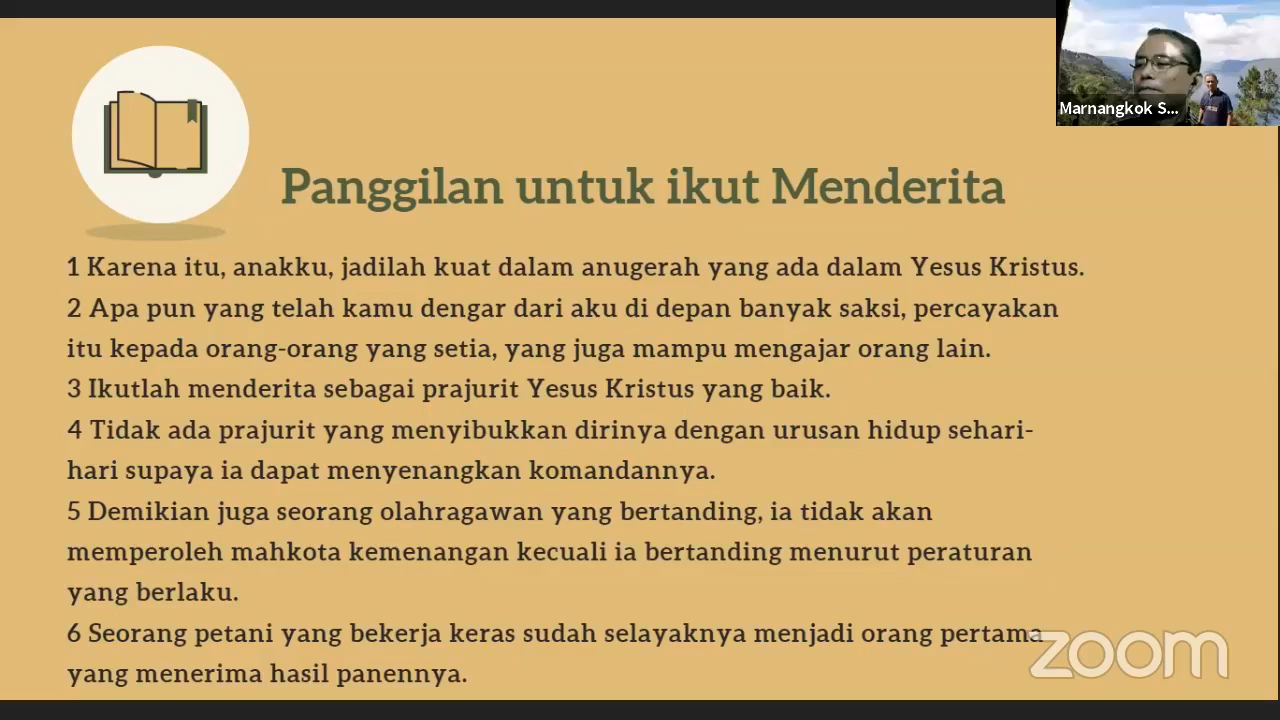 Marnangkok S...
Panggilan untuk ikut Menderita
1 Karena itu, anakku, jadilah kuat dalam anugerah yang ada dalam Yesus Kristus.
2 Apa pun yang telah kamu dengar dari aku di depan banyak saksi, percayakan
itu kepada orang-orang yang setia, yang juga mampu mengajar orang lain.
3 Ikutlah menderita sebagai prajurit Yesus Kristus yang baik.
4 Tidak ada prajurit yang menyibukkan dirinya dengan urusan hidup sehari-
hari supaya ia dapat menyenangkan komandannya.
5 Demikian juga seorang olahragawan yang bertanding, ia tidak akan
memperoleh mahkota kemenangan kecuali ia bertanding menurut peraturan
yang berlaku.
6 Seorang petani yang bekerja keras sudah selayaknya menjadi orang pertama
yang menerima hasil panennya.
zoom